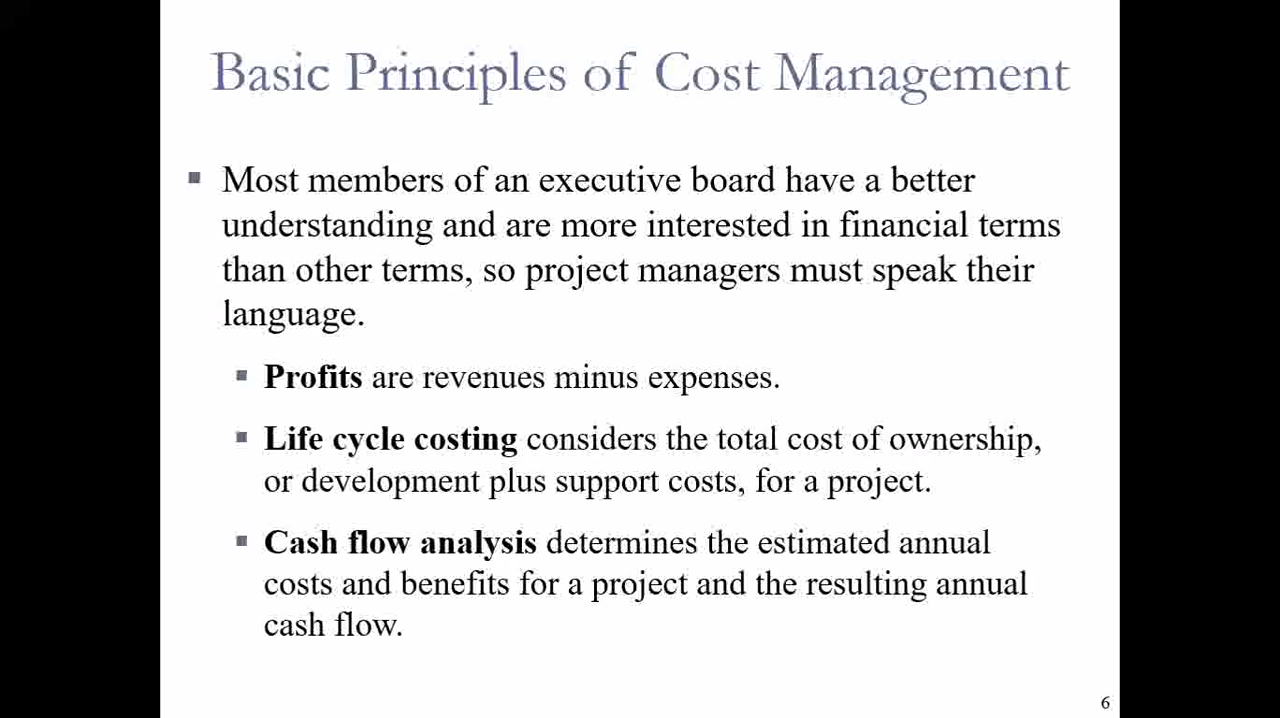 Basic Principles of Cost Management
▪ Most members of an executive board have a better
understanding and are more interested in financial terms
than other terms, so project managers must speak their
language.
▪ Profits are revenues minus expenses.
▪ Life cycle costing considers the total cost of ownership,
or development plus support costs, for a project.
▪ Cash flow analysis determines the estimated annual
costs and benefits for a project and the resulting annual
cash flow.
6